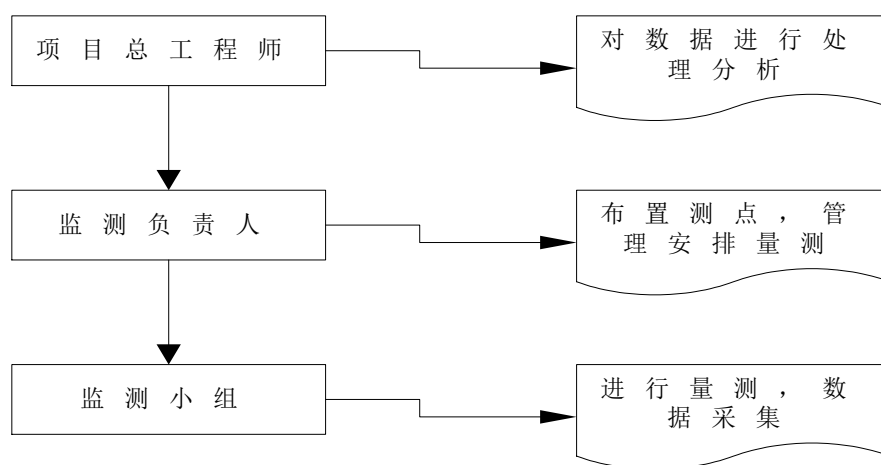 项目总工程师
对数据进行处
理分析
监测负责人
布置测点，管
理安排量测
监测小组
进行量测，数
据采集